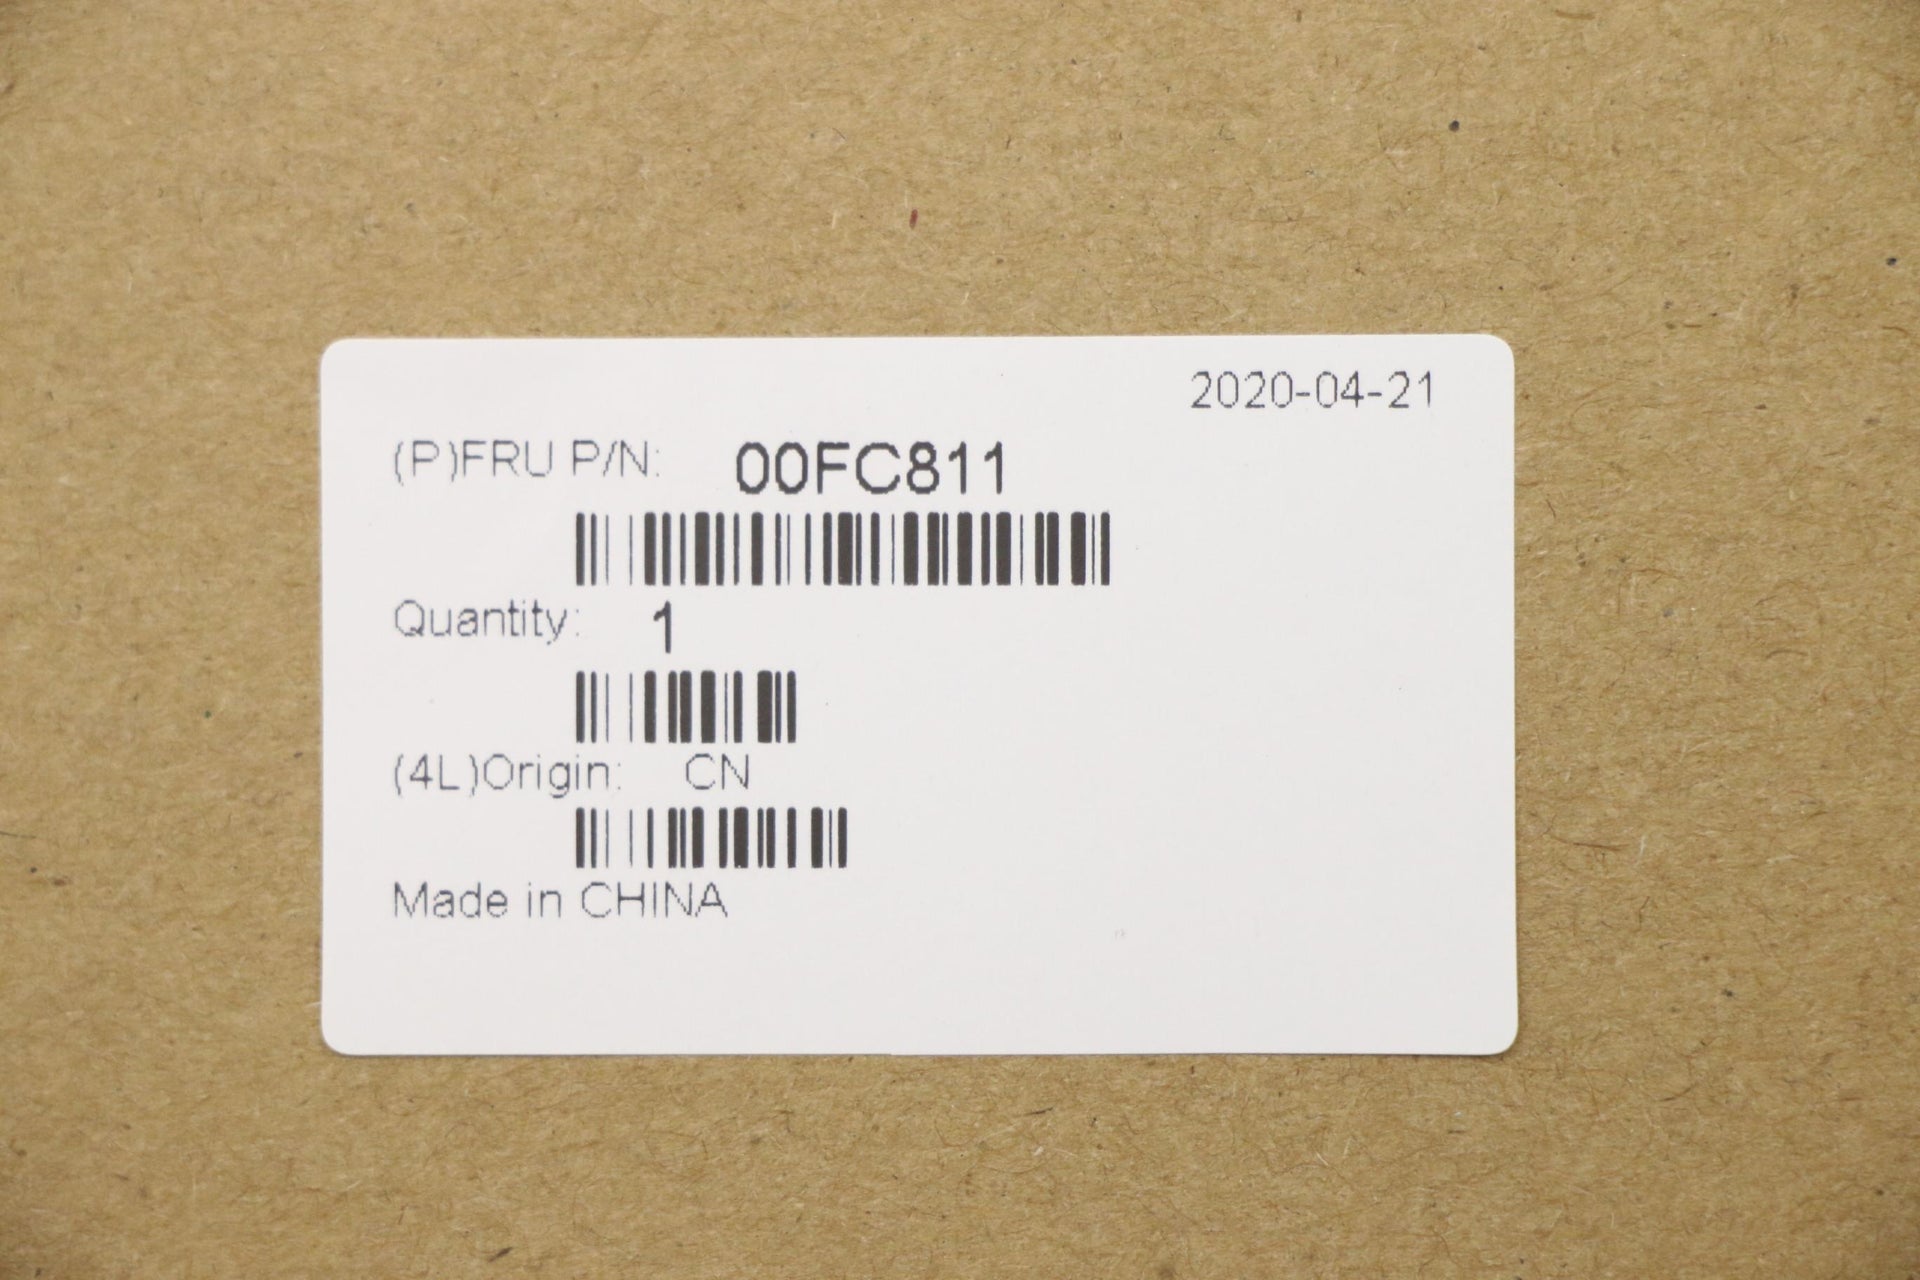 2020-04-21
(P)FRU P/N: 00FC811
Quantity: 1
(4L)Origin: CN
Made in CHINA